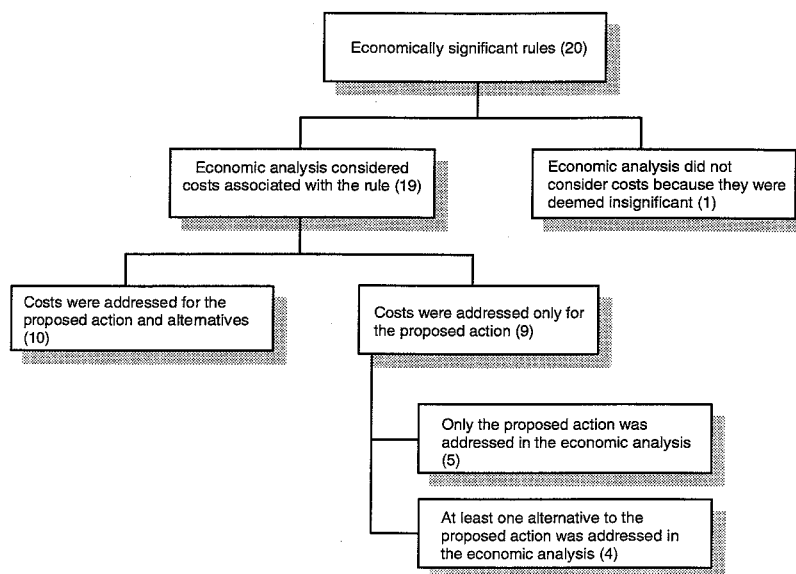 Economically significant rules (20)
Economic analysis considered
costs associated with the rule (19)
Economic analysis did not
consider costs because they were
deemed insignificant (1)
Costs were addressed for the
proposed action and alternatives
(10)
Costs were addressed only for
the proposed action (9)
Only the proposed action was
addressed in the economic analysis
(5)
At least one alternative to the
proposed action was addressed in
the economic analysis (4)